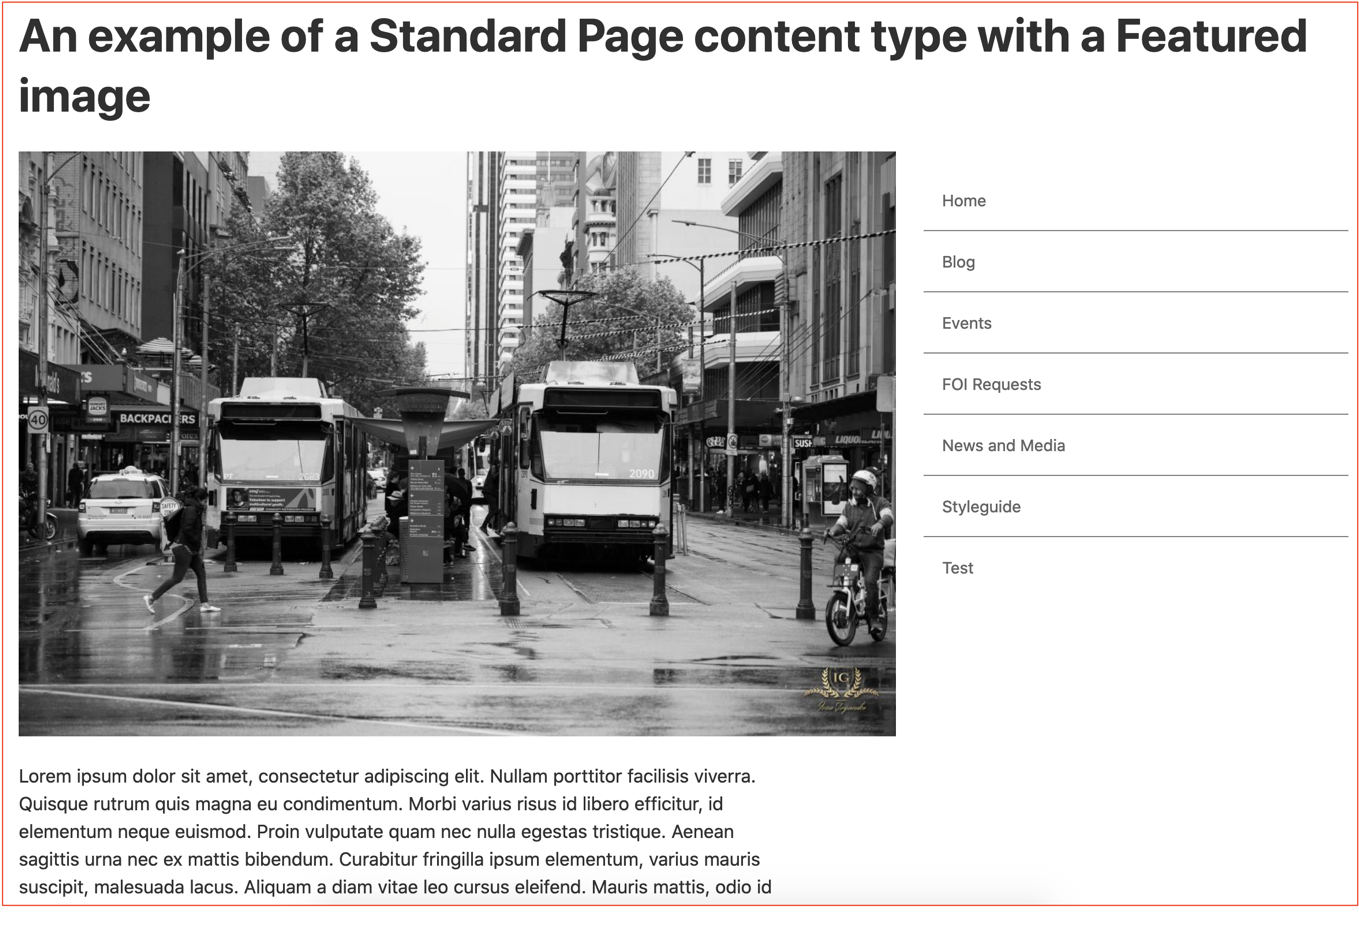 An example of a Standard Page content type with a Featured
image
Home
Blog
Events
FOI Requests
News and Media
Styleguide
Test
40
BACKPACKERS
2090
SUSH
LIQUOR
IG
Lorem ipsum dolor sit amet, consectetur adipiscing elit. Nullam porttitor facilisis viverra.
Quisque rutrum quis magna eu condimentum. Morbi varius risus id libero efficitur, id
elementum neque euismod. Proin vulputate quam nec nulla egestas tristique. Aenean
sagittis urna nec ex mattis bibendum. Curabitur fringilla ipsum elementum, varius mauris
suscipit, malesuada lacus. Aliquam a diam vitae leo cursus eleifend. Mauris mattis, odio id